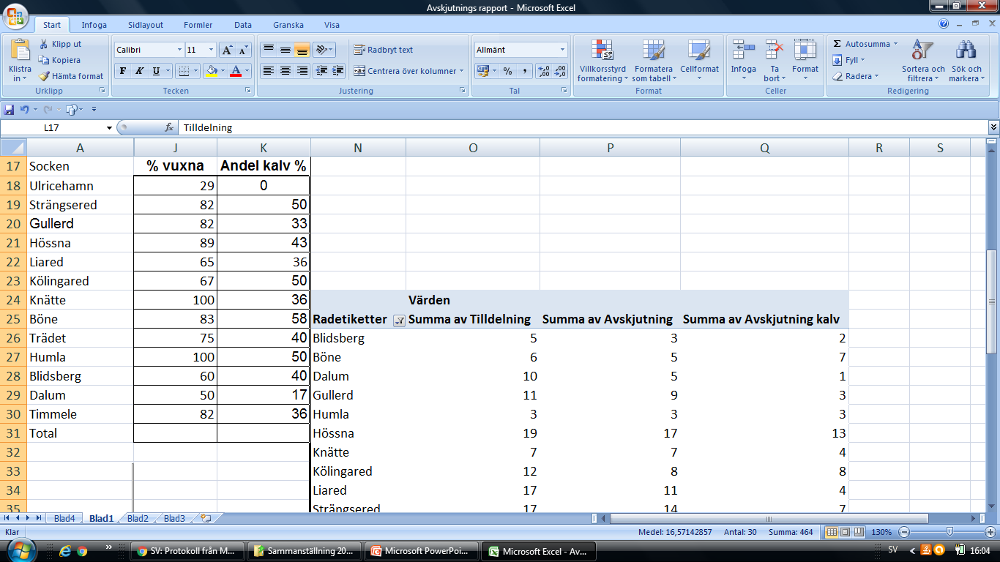 Avskjutnings rapport - Microsoft Excel
Start Infoga Sidlayout Formler Data Granska Visa
Klistra in Klipp ut Kopiera Hämta format Urklipp
Calibri 11 A A F K U A Tecken
Radbryt text Centrera över kolumner Justering
Allmänt % Tal
Villkorsstyrd formatering Formatera som tabell Cellformat Format
Infoga Ta bort Format Celler
Σ Autosumma Fyll Radera Sortera och filtrera Sök och markera Redigering
L17 fx Tilldelning
A J K N O P Q R S
17 Socken % vuxna Andel kalv %
18 Ulricehamn 29 0
19 Strängsered 82 50
20 Gullerd 82 33
21 Hössna 89 43
22 Liared 65 36
23 Kölingared 67 50
24 Knätte 100 36 Värden
25 Böne 83 58 Radetiketter Summa av Tilldelning Summa av Avskjutning Summa av Avskjutning kalv
26 Trädet 75 40 Blidsberg 5 3 2
27 Humla 100 50 Böne 6 5 7
28 Blidsberg 60 40 Dalum 10 5 1
29 Dalum 50 17 Gullerd 11 9 3
30 Timmele 82 36 Humla 3 3 3
31 Total Hössna 19 17 13
32 Knätte 7 7 4
33 Kölingared 12 8 8
34 Liared 17 11 4
35 Strängsered 17 14 7
Blad4 Blad1 Blad2 Blad3
Klar Medel: 16,57142857 Antal: 30 Summa: 464 130%
SV: Protokoll från M... Sammanställning 20... Microsoft PowerPoi... Microsoft Excel - Av... SV 16:04